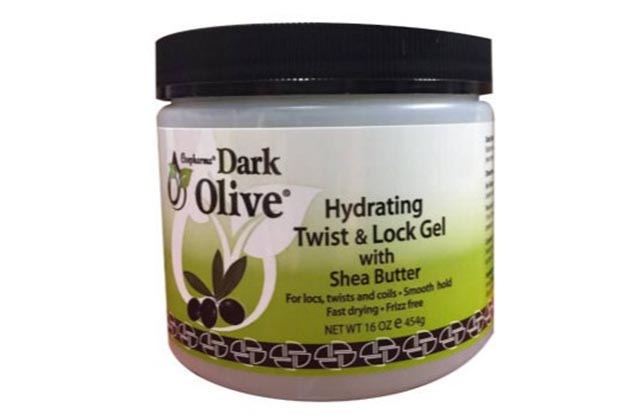 Dark
Olive®
Hydrating
Twist & Lock Gel
with
Shea Butter
For locs, twists and coils • Smooth hold
Fast drying • Frizz free
NET WT 16 OZ e 454g